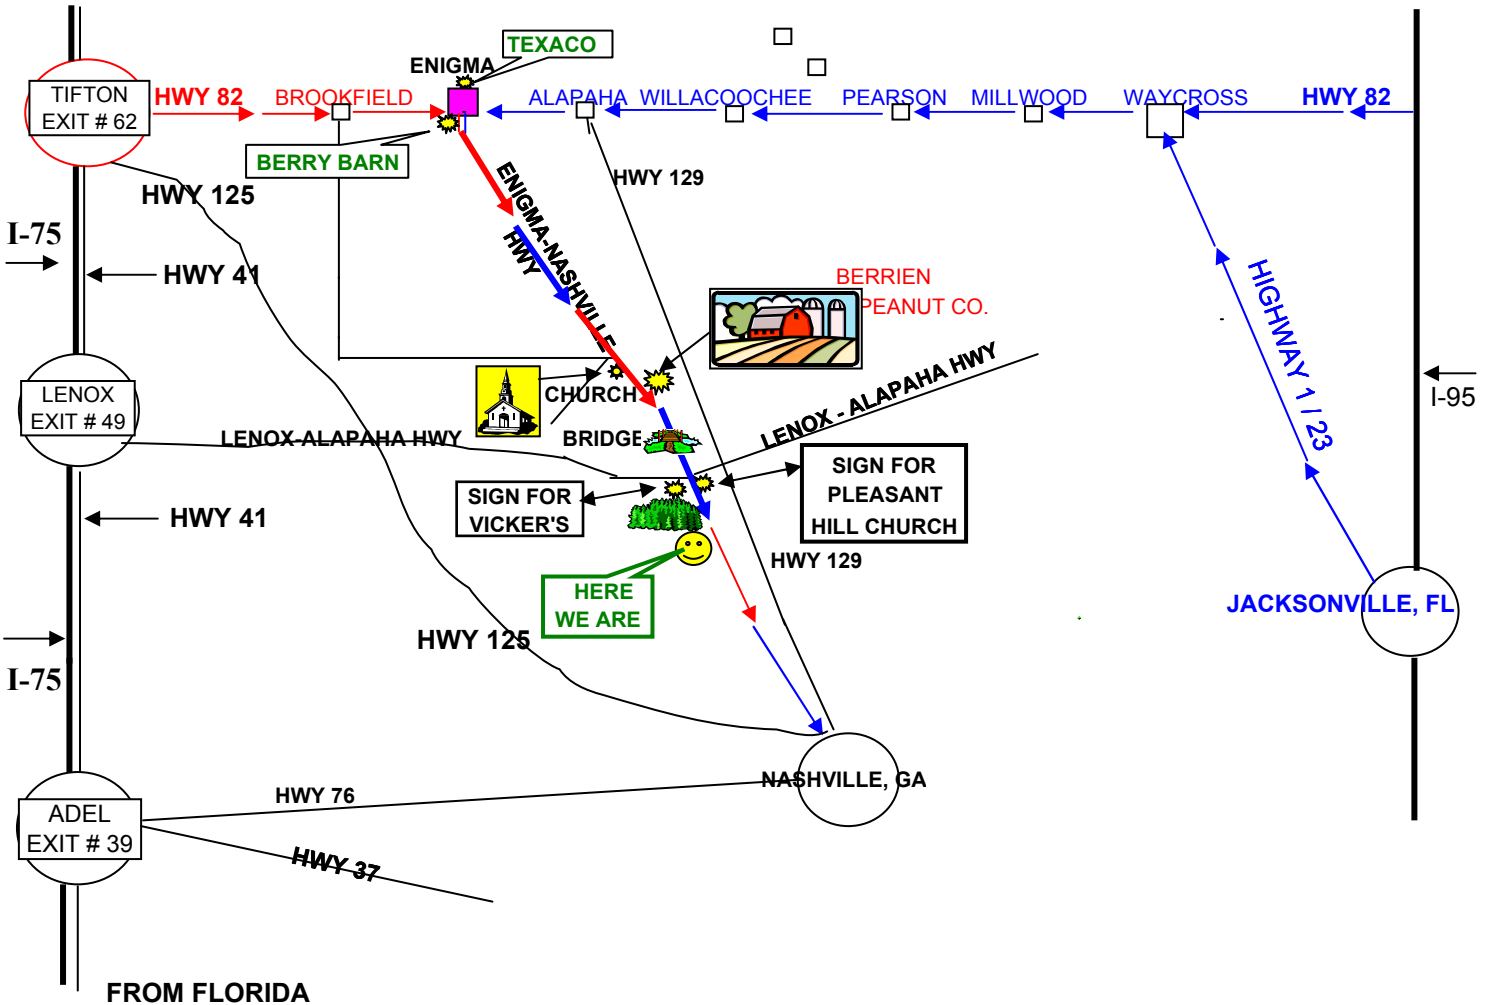 TEXACO
ENIGMA
TIFTON
EXIT # 62
HWY 82
BROOKFIELD
ALAPAHA
WILLACOOCHEE
PEARSON
MILLWOOD
WAYCROSS
HWY 82
BERRY BARN
HWY 125
HWY 129
ENIGMA-NASHVILLE
HWY
I-75
HWY 41
BERRIEN
PEANUT CO.
HIGHWAY 1 / 23
I-95
LENOX
EXIT # 49
CHURCH
LENOX - ALAPAHA HWY
LENOX-ALAPAHA HWY
BRIDGE
SIGN FOR
PLEASANT
HILL CHURCH
SIGN FOR
VICKER'S
HWY 41
HWY 129
HERE
WE ARE
JACKSONVILLE, FL
HWY 125
I-75
NASHVILLE, GA
HWY 76
ADEL
EXIT # 39
HWY 37
FROM FLORIDA